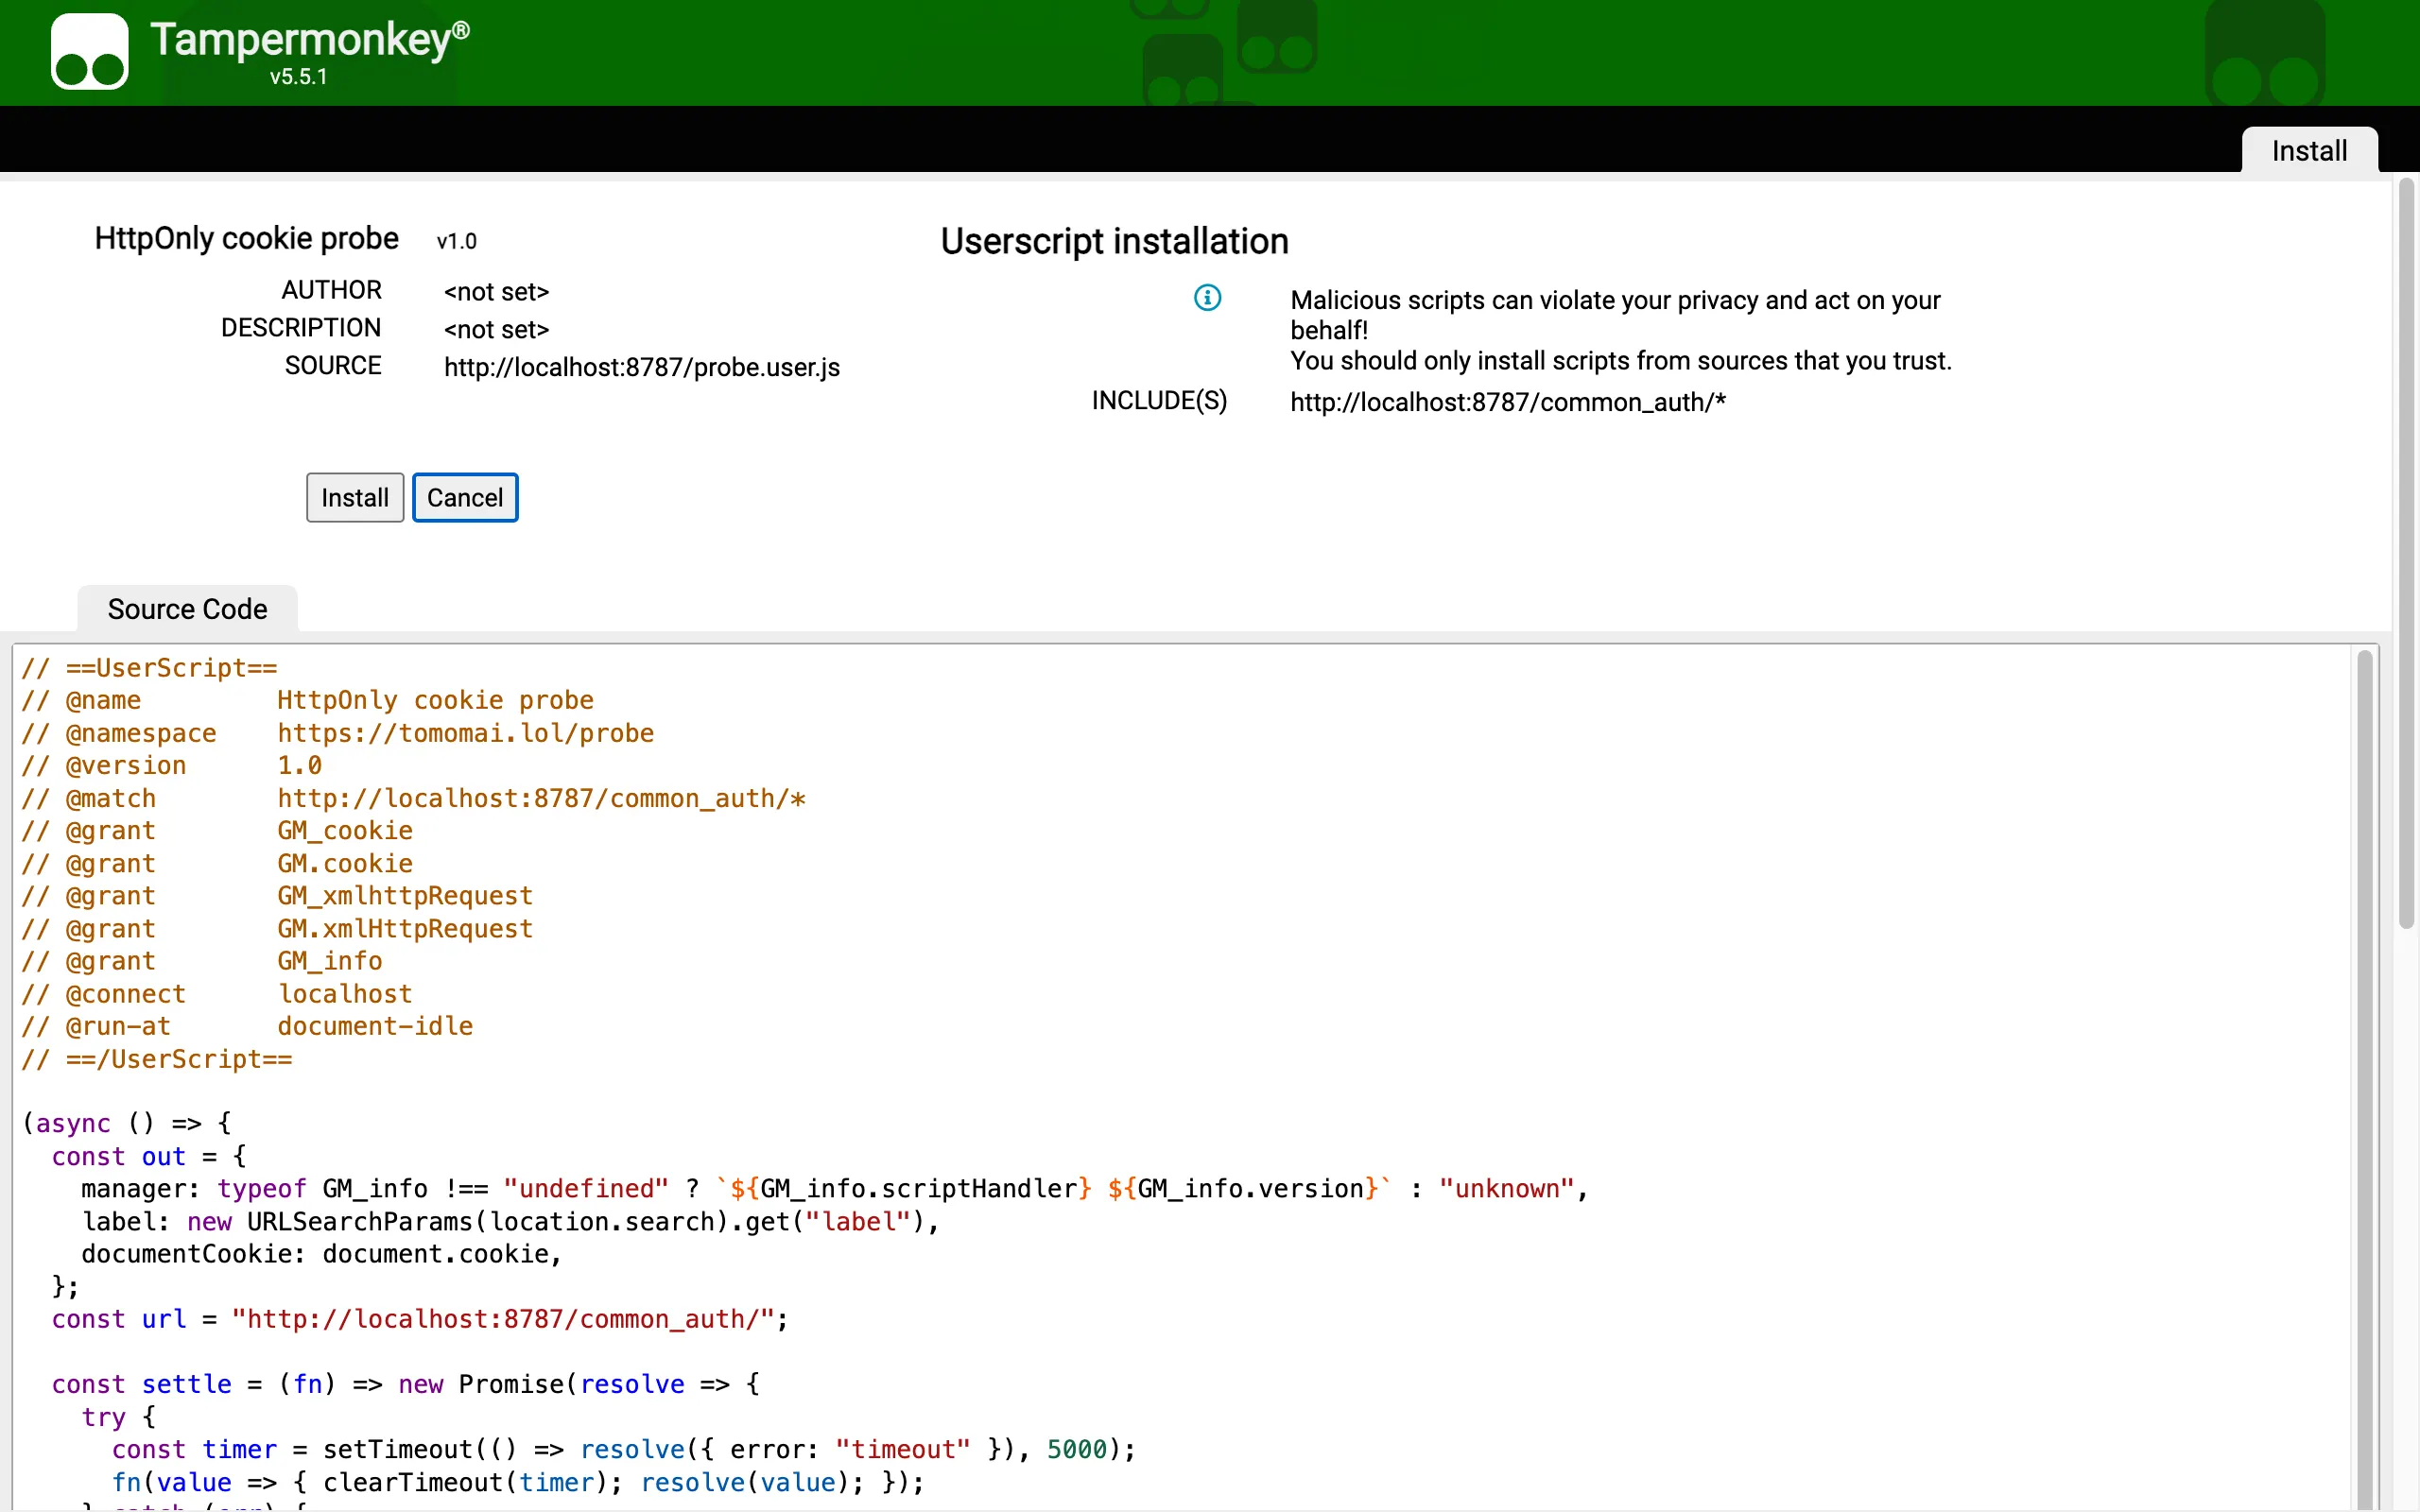 Tampermonkey®
v5.5.1
Install
HttpOnly cookie probe v1.0
AUTHOR <not set>
DESCRIPTION <not set>
SOURCE http://localhost:8787/probe.user.js
Install Cancel
Userscript installation
Malicious scripts can violate your privacy and act on your
behalf!
You should only install scripts from sources that you trust.
INCLUDE(S) http://localhost:8787/common_auth/*
Source Code
// ==UserScript==
// @name         HttpOnly cookie probe
// @namespace    https://tomomai.lol/probe
// @version      1.0
// @match        http://localhost:8787/common_auth/*
// @grant        GM_cookie
// @grant        GM.cookie
// @grant        GM_xmlhttpRequest
// @grant        GM.xmlHttpRequest
// @grant        GM_info
// @connect      localhost
// @run-at       document-idle
// ==/UserScript==
(async () => {
  const out = {
    manager: typeof GM_info !== "undefined" ? `${GM_info.scriptHandler} ${GM_info.version}` : "unknown",
    label: new URLSearchParams(location.search).get("label"),
    documentCookie: document.cookie,
  };
  const url = "http://localhost:8787/common_auth/";
  const settle = (fn) => new Promise(resolve => {
    try {
      const timer = setTimeout(() => resolve({ error: "timeout" }), 5000);
      fn(value => { clearTimeout(timer); resolve(value); });